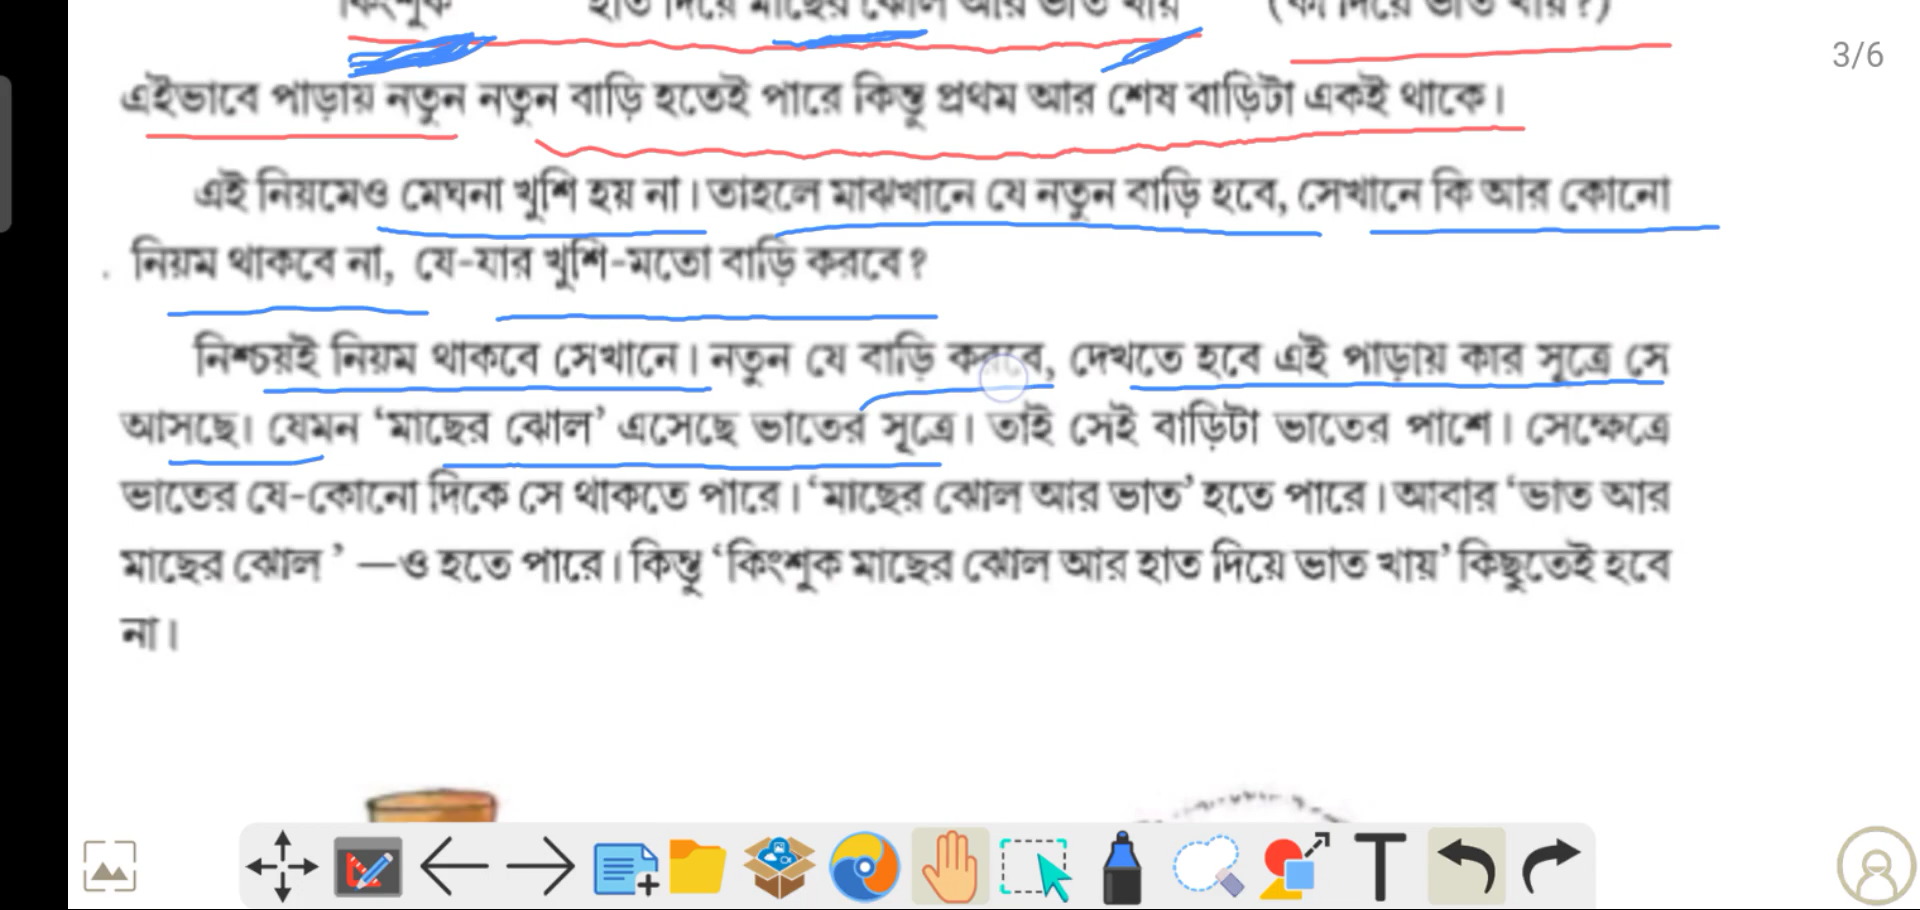 কিংশুক হাত দিয়ে মাছের ঝোল আর ভাত খায় (কী দিয়ে ভাত খায়?)
3/6
এইভাবে পাড়ায় নতুন নতুন বাড়ি হতেই পারে কিন্তু প্রথম আর শেষ বাড়িটা একই থাকে।
এই নিয়মেও মেঘনা খুশি হয় না। তাহলে মাঝখানে যে নতুন বাড়ি হবে, সেখানে কি আর কোনো
নিয়ম থাকবে না, যে-যার খুশি-মতো বাড়ি করবে?
নিশ্চয়ই নিয়ম থাকবে সেখানে। নতুন যে বাড়ি করবে, দেখতে হবে এই পাড়ায় কার সূত্রে সে
আসছে। যেমন ‘মাছের ঝোল’ এসেছে ভাতের সূত্রে। তাই সেই বাড়িটা ভাতের পাশে। সেক্ষেত্রে
ভাতের যে-কোনো দিকে সে থাকতে পারে। ‘মাছের ঝোল আর ভাত’ হতে পারে। আবার ‘ভাত আর
মাছের ঝোল ’ —ও হতে পারে। কিন্তু ‘কিংশুক মাছের ঝোল আর হাত দিয়ে ভাত খায়’ কিছুতেই হবে
না।